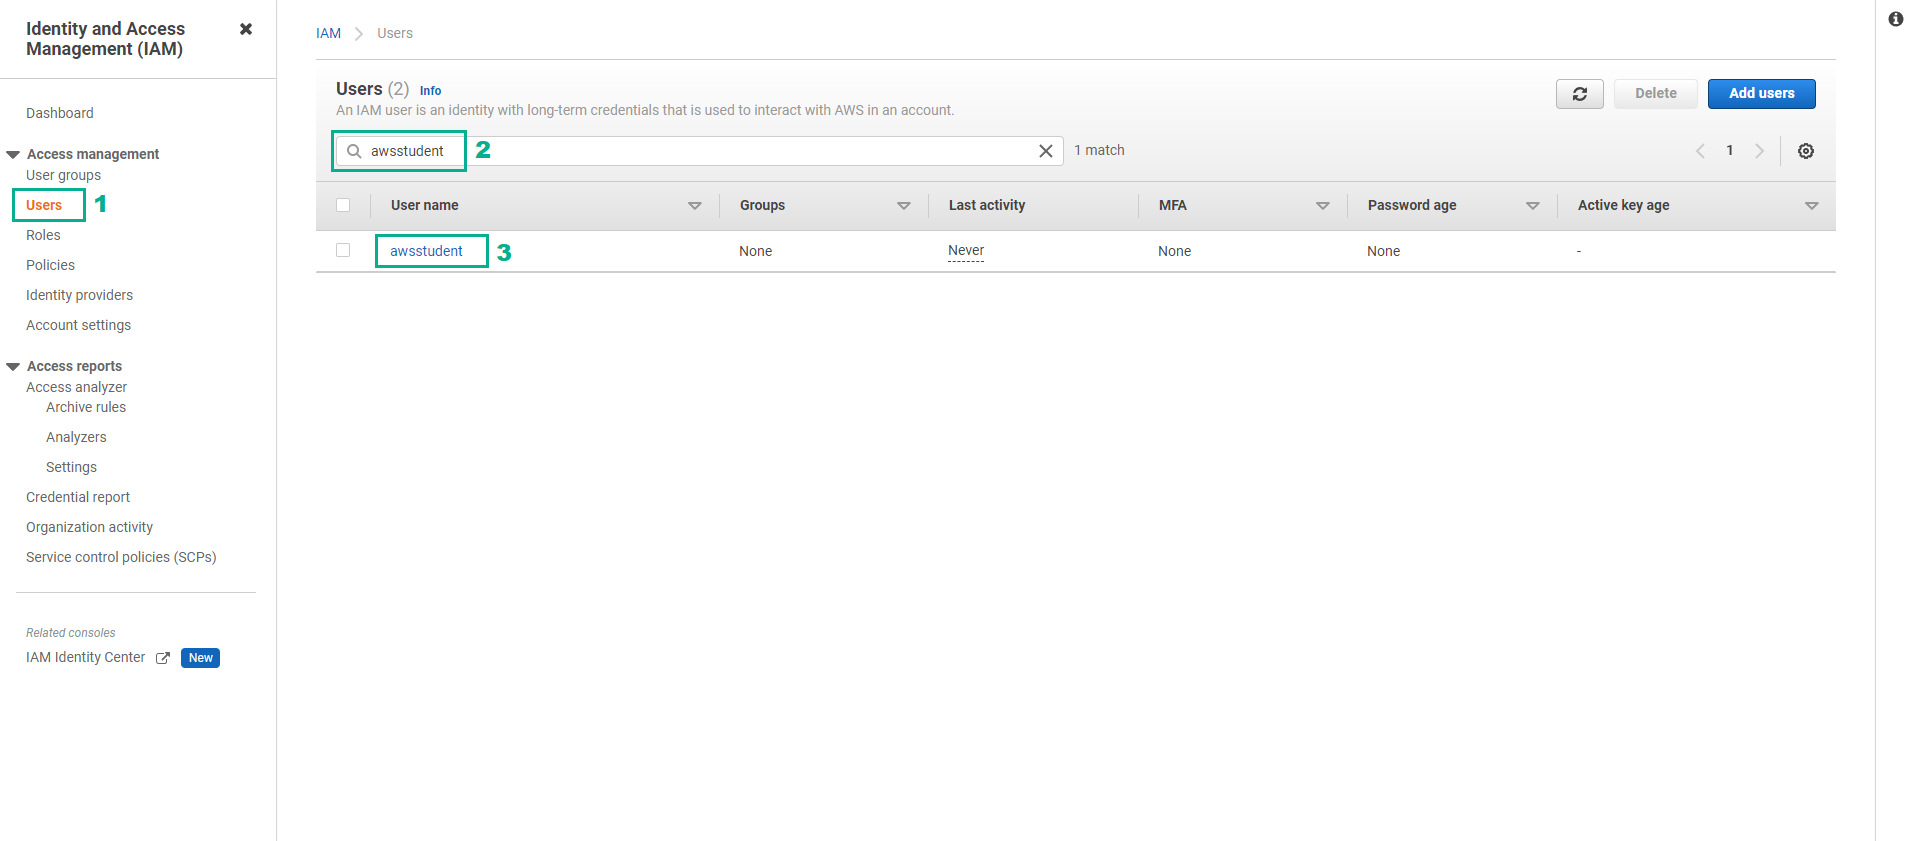 Identity and Access
Management (IAM)
Dashboard
Access management
User groups
Users 1
Roles
Policies
Identity providers
Account settings
Access reports
Access analyzer
Archive rules
Analyzers
Settings
Credential report
Organization activity
Service control policies (SCPs)
Related consoles
IAM Identity Center New
IAM Users
Users (2) Info
An IAM user is an identity with long-term credentials that is used to interact with AWS in an account.
Delete Add users
awsstudent 2 1 match 1
User name Groups Last activity MFA Password age Active key age
awsstudent 3 None Never None None -